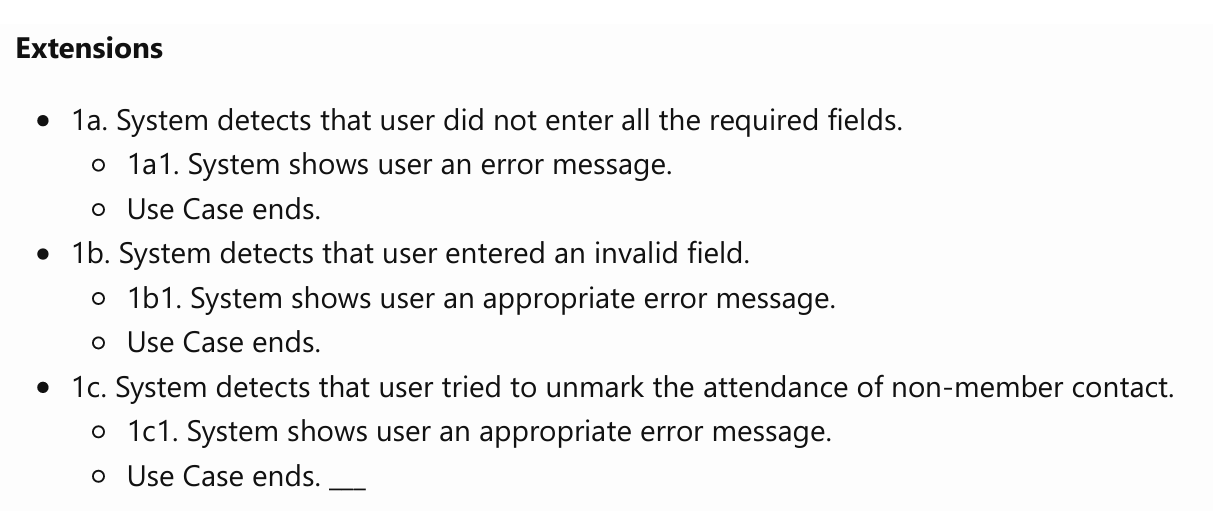 Extensions
• 1a. System detects that user did not enter all the required fields.
○ 1a1. System shows user an error message.
○ Use Case ends.
• 1b. System detects that user entered an invalid field.
○ 1b1. System shows user an appropriate error message.
○ Use Case ends.
• 1c. System detects that user tried to unmark the attendance of non-member contact.
○ 1c1. System shows user an appropriate error message.
○ Use Case ends. ___